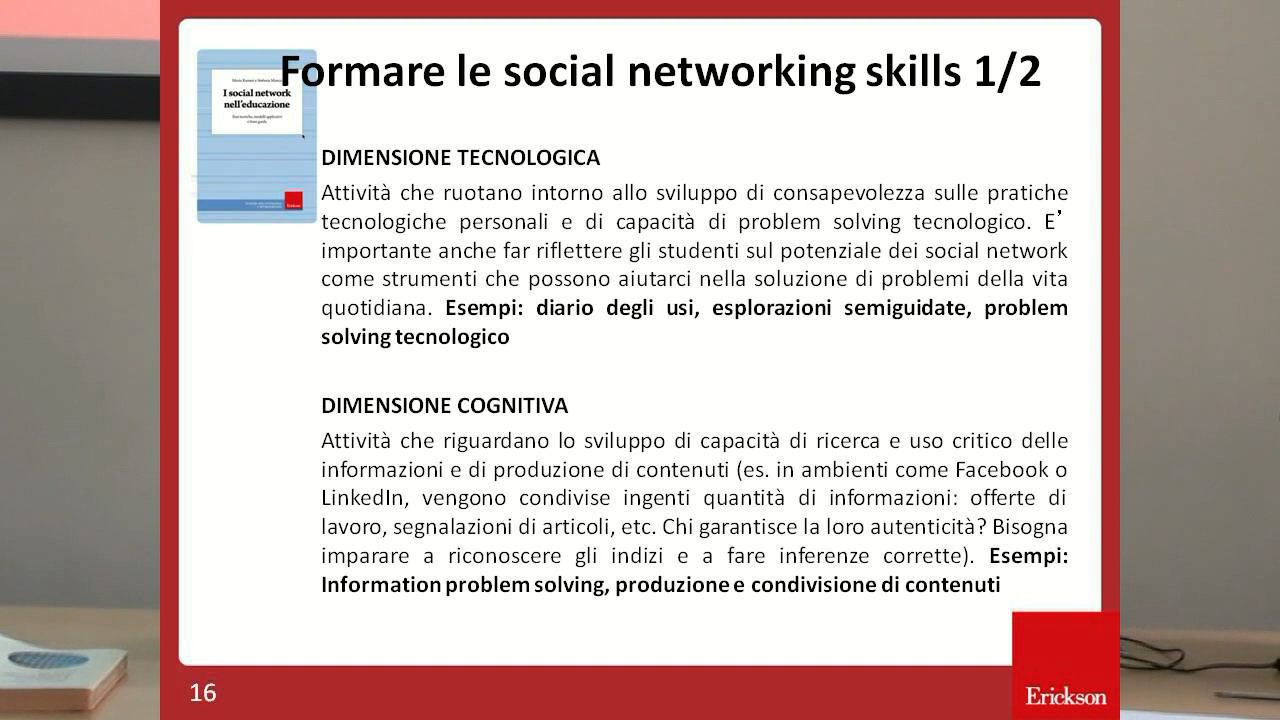 Formare le social networking skills 1/2
I social network
nell'educazione
DIMENSIONE TECNOLOGICA
Attività che ruotano intorno allo sviluppo di consapevolezza sulle pratiche
tecnologiche personali e di capacità di problem solving tecnologico. E’
importante anche far riflettere gli studenti sul potenziale dei social network
come strumenti che possono aiutarci nella soluzione di problemi della vita
quotidiana. Esempi: diario degli usi, esplorazioni semiguidate, problem
solving tecnologico
DIMENSIONE COGNITIVA
Attività che riguardano lo sviluppo di capacità di ricerca e uso critico delle
informazioni e di produzione di contenuti (es. in ambienti come Facebook o
LinkedIn, vengono condivise ingenti quantità di informazioni: offerte di
lavoro, segnalazioni di articoli, etc. Chi garantisce la loro autenticità? Bisogna
imparare a riconoscere gli indizi e a fare inferenze corrette). Esempi:
Information problem solving, produzione e condivisione di contenuti
16
Erickson